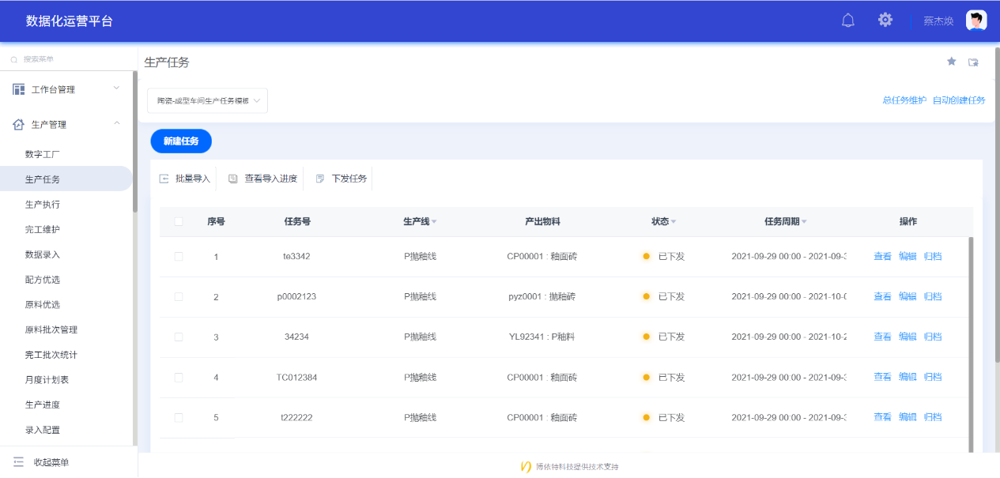 数据化运营平台
蔡杰焕
搜索菜单
生产任务
工作台管理
陶瓷-成型车间生产任务模板
总任务维护 自动创建任务
生产管理
新建任务
数字工厂
生产任务
批量导入 查看导入进度 下发任务
生产执行
序号 任务号 生产线 产出物料 状态 任务周期 操作
完工维护
1 te3342 P抛釉线 CP00001 : 釉面砖 已下发 2021-09-29 00:00 - 2021-09- 查看 编辑 归档
数据录入
配方优选
2 p0002123 P抛釉线 pyz0001 : 抛釉砖 已下发 2021-09-29 00:00 - 2021-10- 查看 编辑 归档
原料优选
原料批次管理
3 34234 P抛釉线 YL92341 : P釉料 已下发 2021-09-29 00:00 - 2021-10- 查看 编辑 归档
完工批次统计
4 TC012384 P抛釉线 CP00001 : 釉面砖 已下发 2021-09-29 00:00 - 2021-09- 查看 编辑 归档
月度计划表
生产进度
5 t222222 P抛釉线 CP00001 : 釉面砖 已下发 2021-09-29 00:00 - 2021-09- 查看 编辑 归档
录入配置
收起菜单
博依特科技提供技术支持